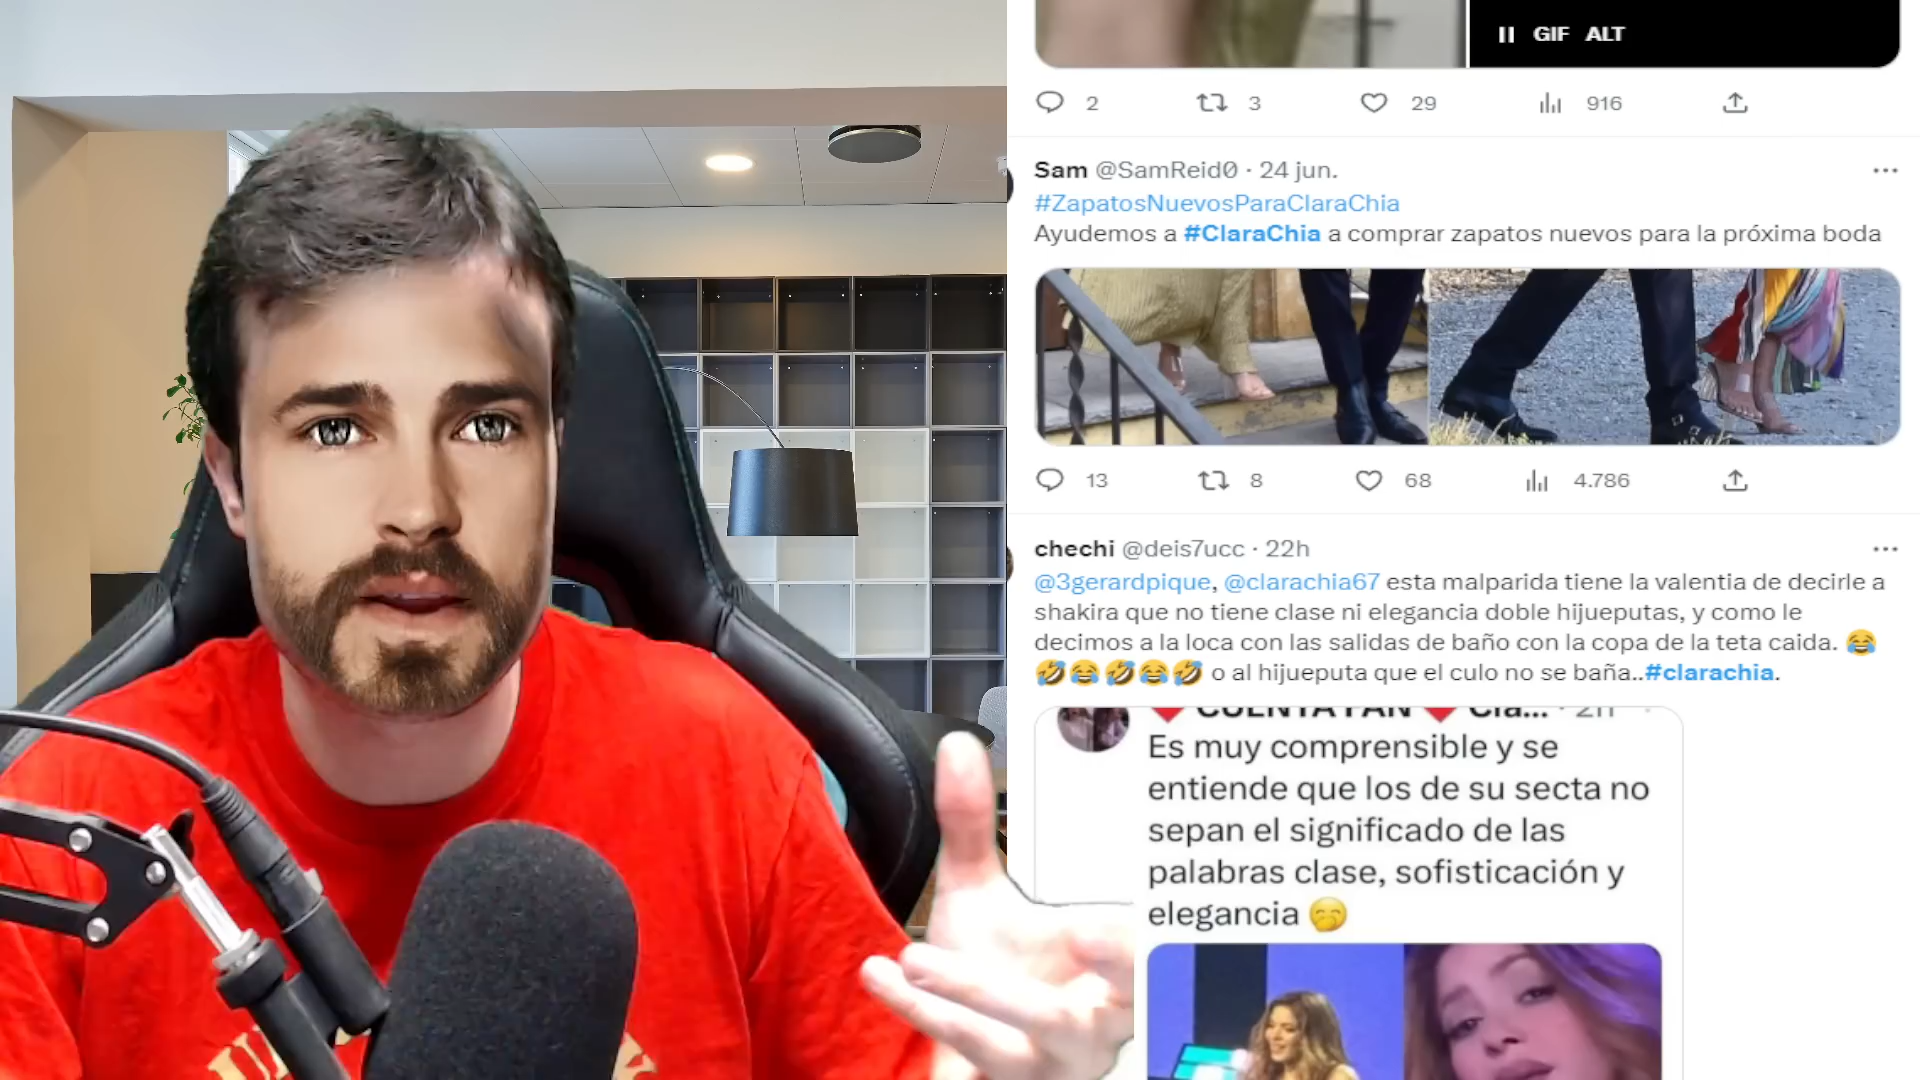 GIF ALT
2 3 29 916
Sam @SamReid0 · 24 jun.
#ZapatosNuevosParaClaraChia
Ayudemos a #ClaraChia a comprar zapatos nuevos para la próxima boda
13 8 68 4.786
chechi @deis7ucc · 22h
@3gerardpique, @clarachia67 esta malparida tiene la valentia de decirle a
shakira que no tiene clase ni elegancia doble hijueputas, y como le
decimos a la loca con las salidas de baño con la copa de la teta caida. 😂
🤣😂🤣😂🤣 o al hijueputa que el culo no se baña..#clarachia.
CUENTA FAN ❤ Cla... · 2h
Es muy comprensible y se
entiende que los de su secta no
sepan el significado de las
palabras clase, sofisticación y
elegancia 🤭